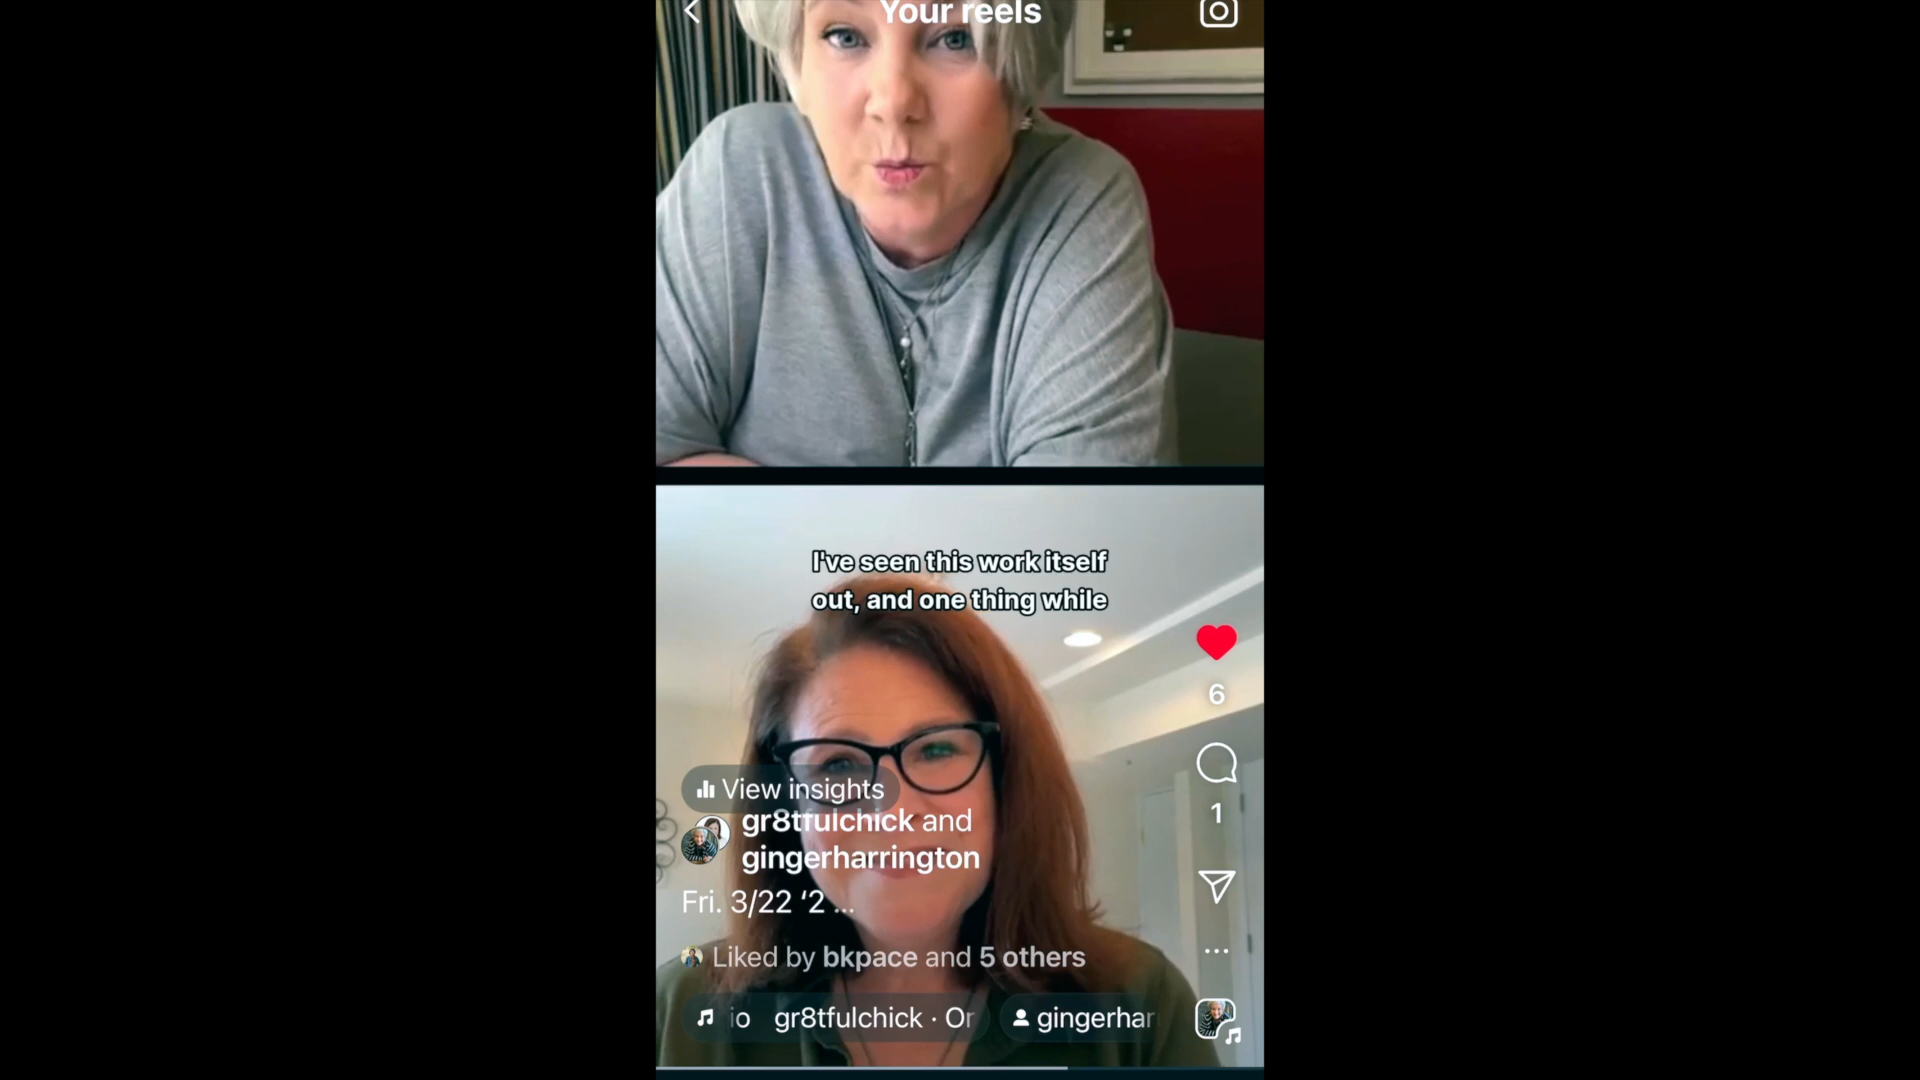 Your reels
I've seen this work itself
out, and one thing while
6
View insights
gr8tfulchick and
gingerharrington
1
Fri. 3/22 ‘2 ...
Liked by bkpace and 5 others
io gr8tfulchick · Or
gingerhar